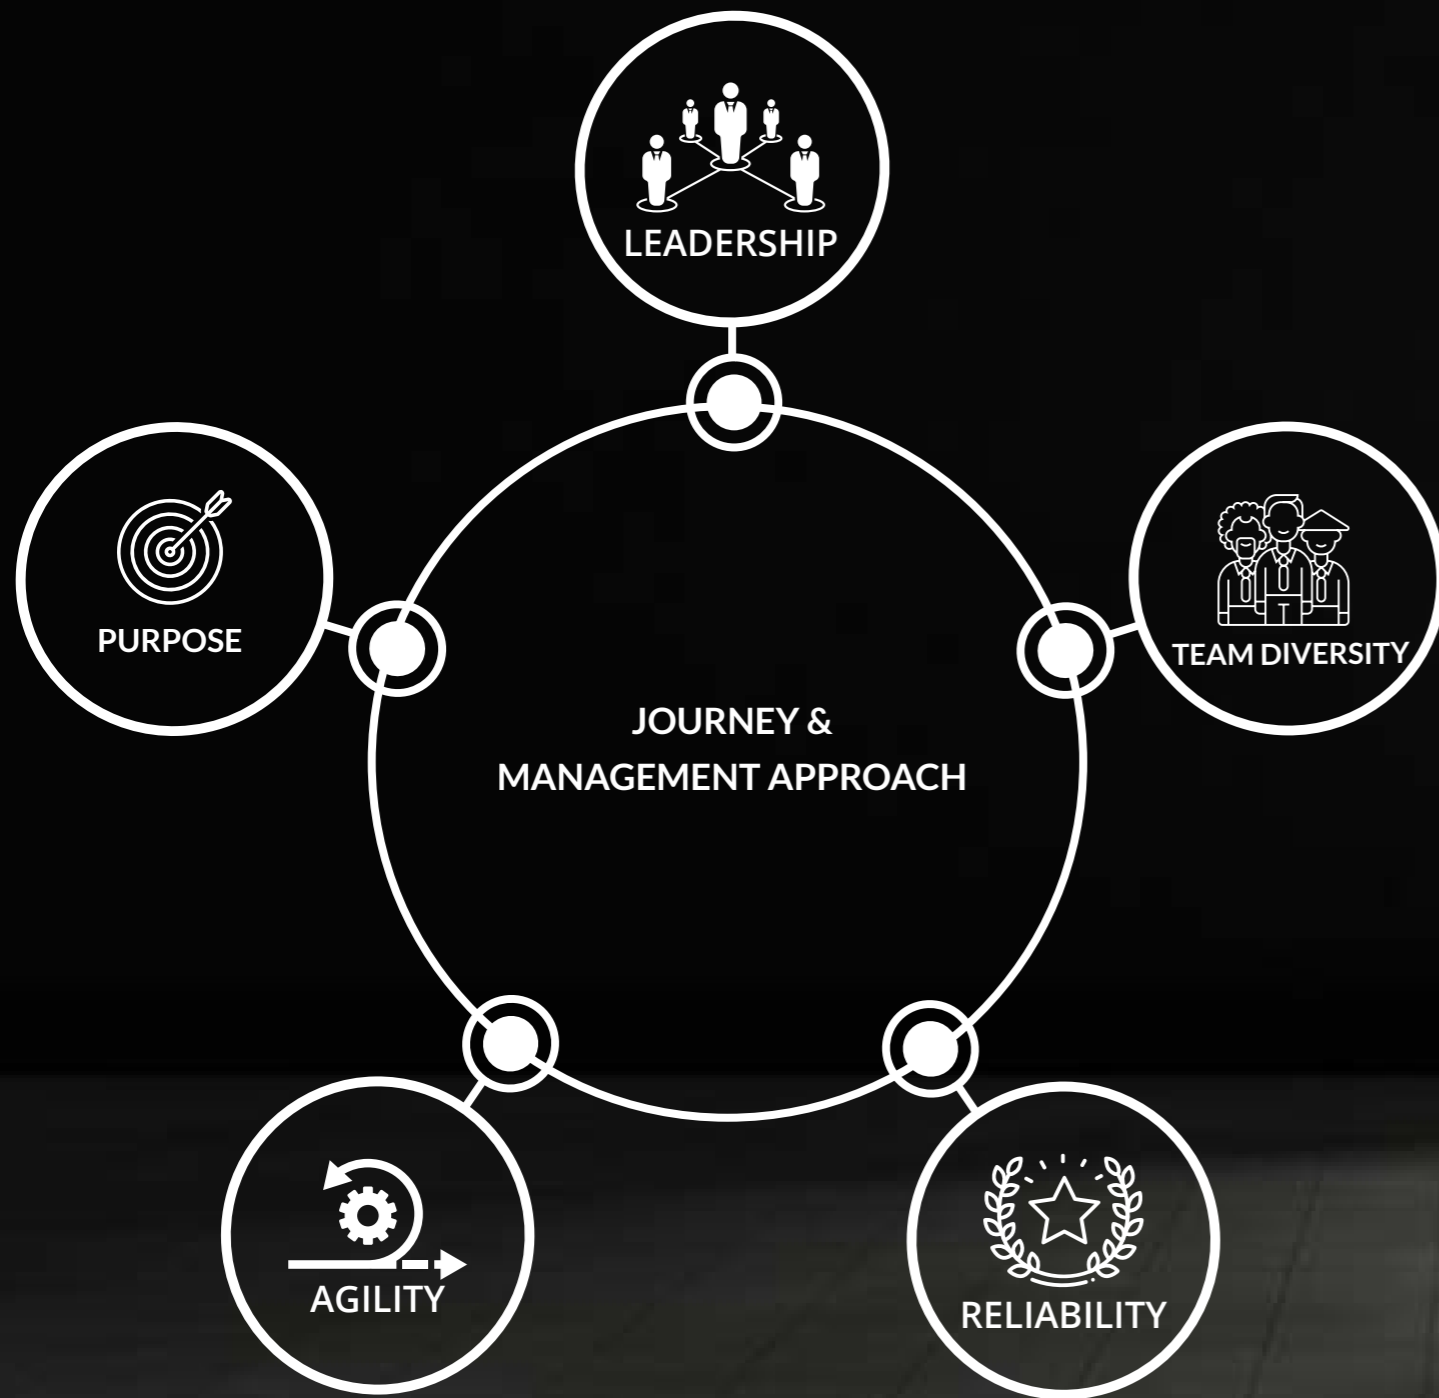 LEADERSHIP
PURPOSE
TEAM DIVERSITY
JOURNEY &
MANAGEMENT APPROACH
AGILITY
RELIABILITY